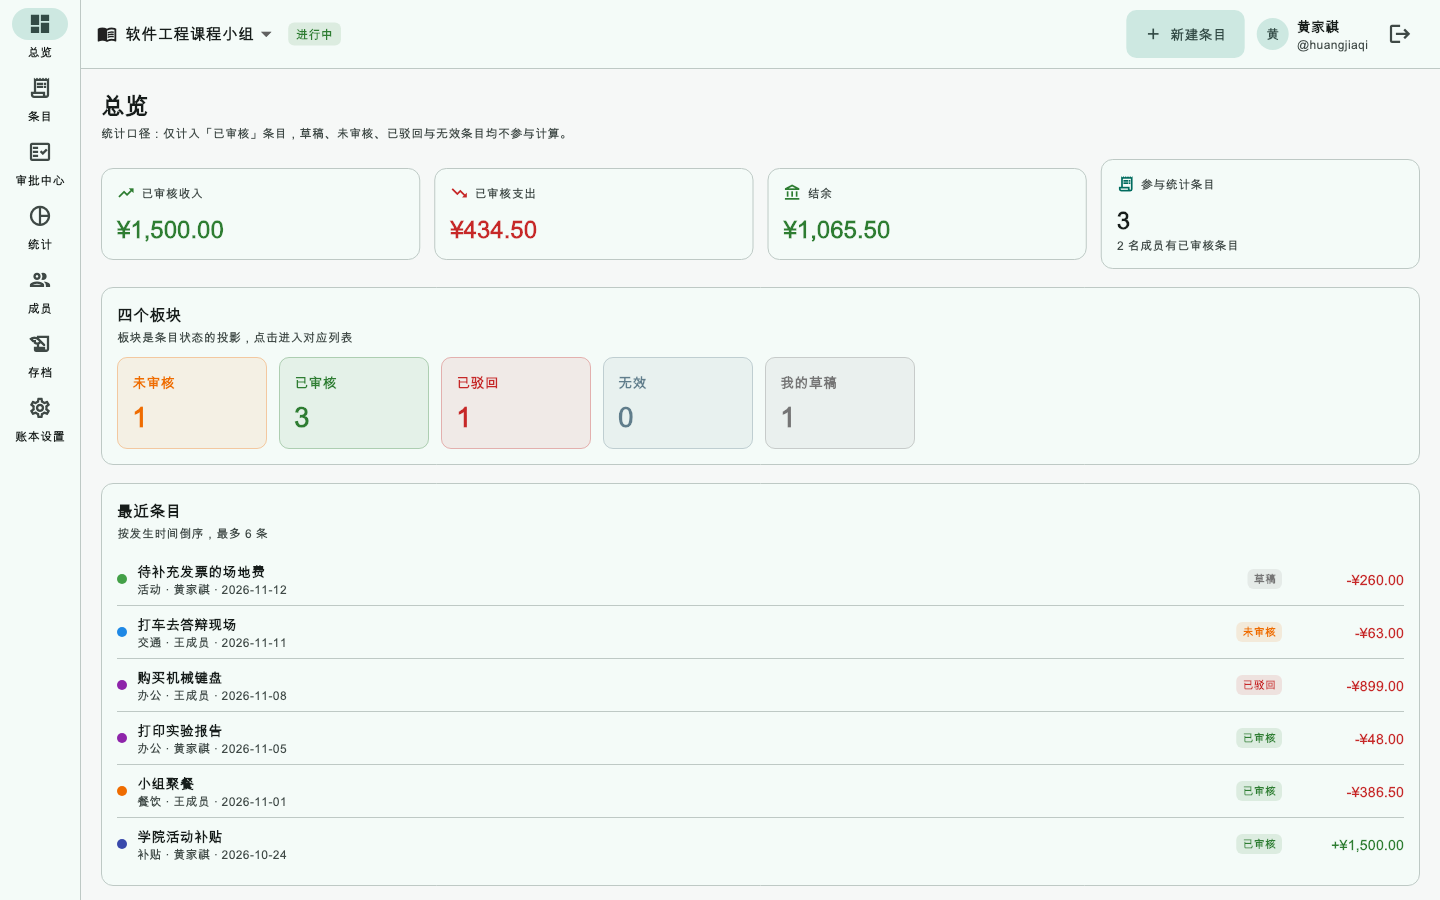 总览
条目
审批中心
统计
成员
存档
账本设置
软件工程课程小组
进行中
新建条目
黄
黄家祺
@huangjiaqi
总览
统计口径：仅计入「已审核」条目，草稿、未审核、已驳回与无效条目均不参与计算。
已审核收入
¥1,500.00
已审核支出
¥434.50
结余
¥1,065.50
参与统计条目
3
2 名成员有已审核条目
四个板块
板块是条目状态的投影，点击进入对应列表
未审核
1
已审核
3
已驳回
1
无效
0
我的草稿
1
最近条目
按发生时间倒序，最多 6 条
待补充发票的场地费
活动 · 黄家祺 · 2026-11-12
草稿
-¥260.00
打车去答辩现场
交通 · 王成员 · 2026-11-11
未审核
-¥63.00
购买机械键盘
办公 · 王成员 · 2026-11-08
已驳回
-¥899.00
打印实验报告
办公 · 黄家祺 · 2026-11-05
已审核
-¥48.00
小组聚餐
餐饮 · 王成员 · 2026-11-01
已审核
-¥386.50
学院活动补贴
补贴 · 黄家祺 · 2026-10-24
已审核
+¥1,500.00